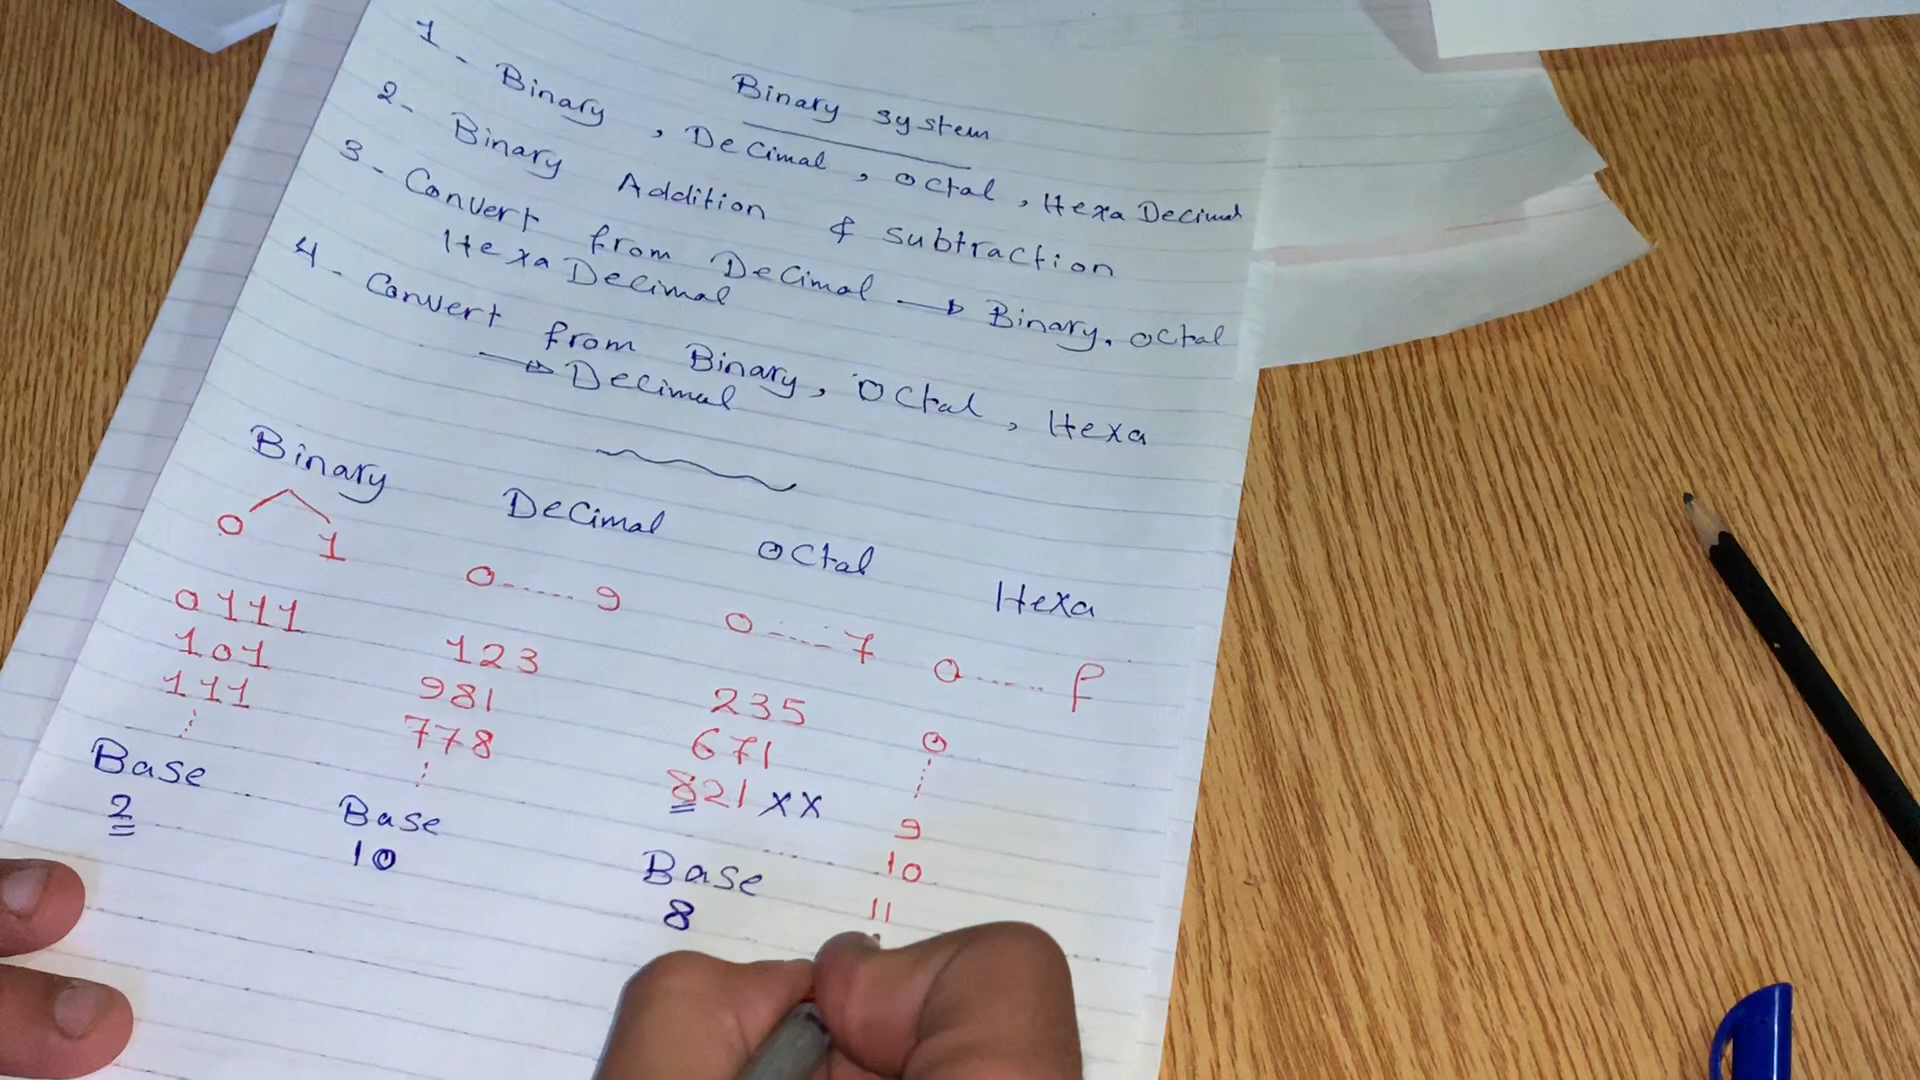 Binary system
1 - Binary, Decimal, octal, Hexa Decimal
2 - Binary Addition & subtraction
3 - Convert from Decimal → Binary. octal
Hexa Decimal
4 - Convert from Binary, Octal, Hexa
→ Decimal
Binary Decimal octal Hexa
0 1 0.....9 0....7 0.....f
0111 123 235 0
101 981 671 9
111 778 821 XX 10
Base Base Base 11
2 10 8